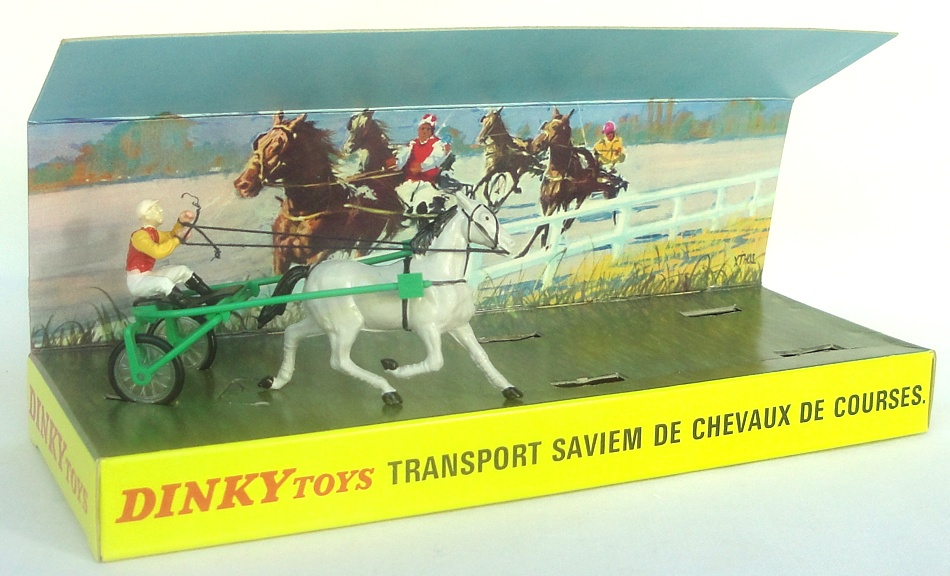 DINKY TOYS
DINKY TOYS TRANSPORT SAVIEM DE CHEVAUX DE COURSES.